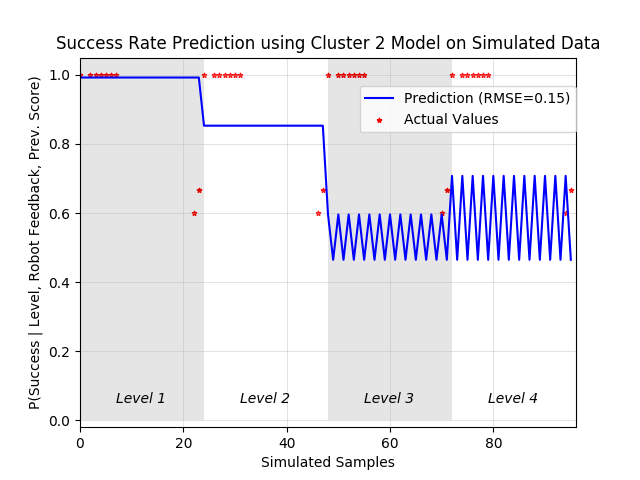 Success Rate Prediction using Cluster 2 Model on Simulated Data
P(Success | Level, Robot Feedback, Prev. Score)
1.0
0.8
0.6
0.4
0.2
0.0
Prediction (RMSE=0.15)
Actual Values
Level 1
Level 2
Level 3
Level 4
0
20
40
60
80
Simulated Samples